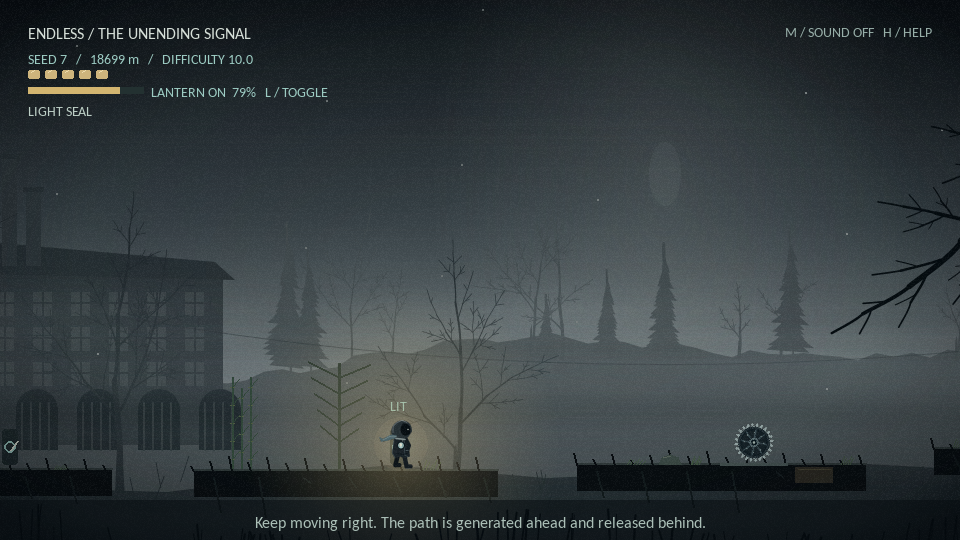 ENDLESS / THE UNENDING SIGNAL
M / SOUND OFF H / HELP
SEED 7 / 18699 m / DIFFICULTY 10.0
LANTERN ON 79% L / TOGGLE
LIGHT SEAL
LIT
Keep moving right. The path is generated ahead and released behind.